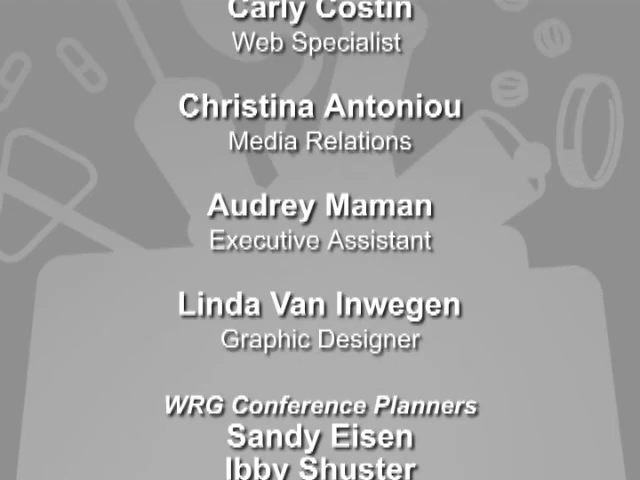 Carly Costin
Web Specialist
Christina Antoniou
Media Relations
Audrey Maman
Executive Assistant
Linda Van Inwegen
Graphic Designer
WRG Conference Planners
Sandy Eisen
Ibby Shuster